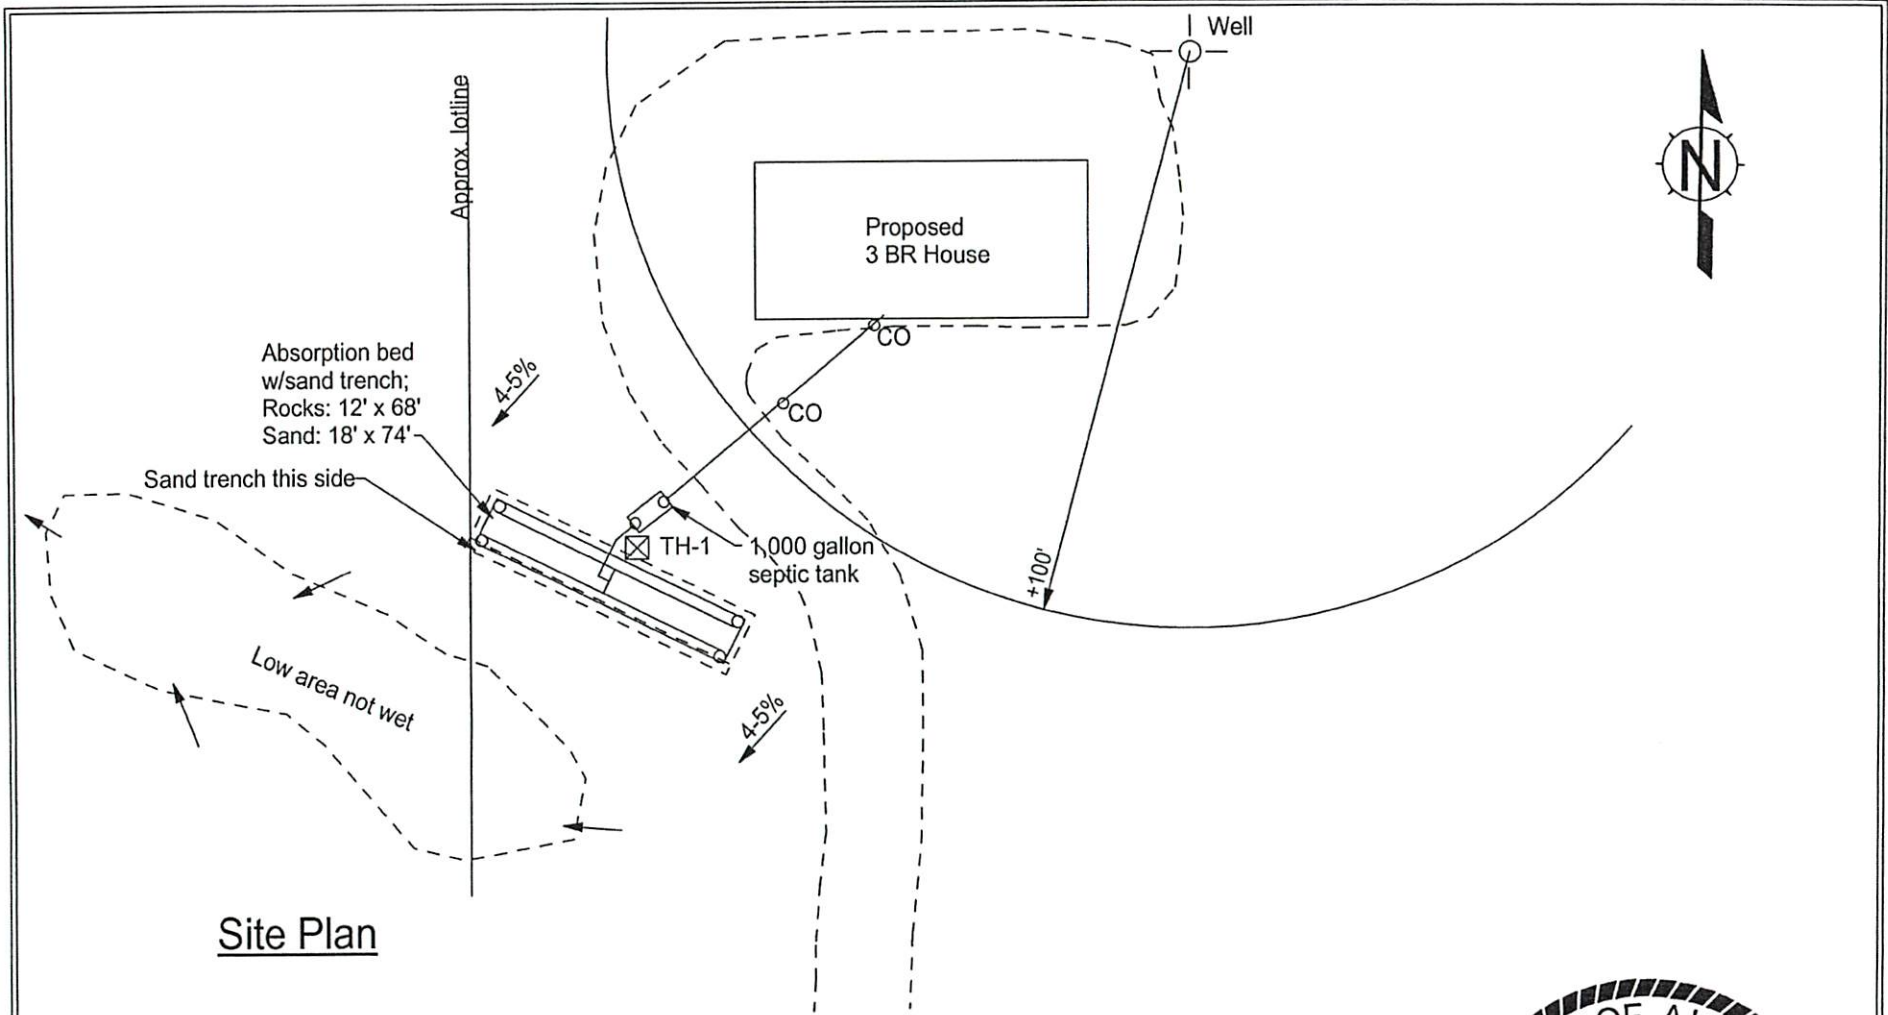 Well
Approx. lotline
N
Proposed
3 BR House
CO
CO
Absorption bed
w/sand trench;
Rocks: 12' x 68'
Sand: 18' x 74'
4-5%
Sand trench this side
TH-1
1,000 gallon
septic tank
+100'
Low area not wet
4-5%
Site Plan
OF